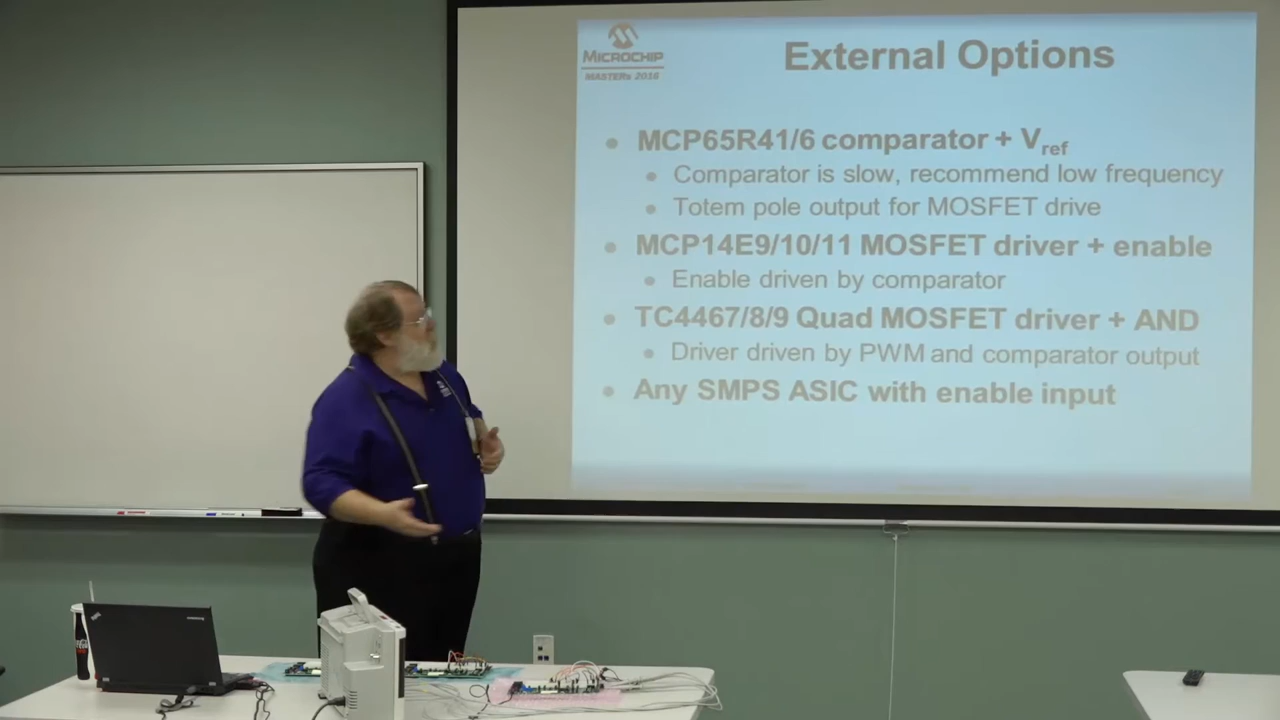 MICROCHIP
MASTERs 2016
External Options
• MCP65R41/6 comparator + Vref
• Comparator is slow, recommend low frequency
• Totem pole output for MOSFET drive
• MCP14E9/10/11 MOSFET driver + enable
• Enable driven by comparator
• TC4467/8/9 Quad MOSFET driver + AND
• Driver driven by PWM and comparator output
• Any SMPS ASIC with enable input